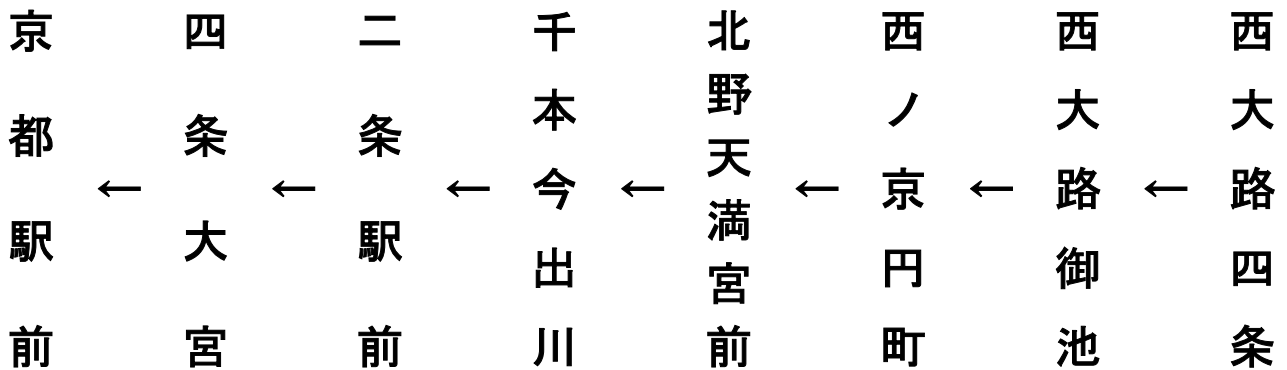 西大路四条
←
西大路御池
←
西ノ京円町
←
北野天満宮前
←
千本今出川
←
二条駅前
←
四条大宮
←
京都駅前